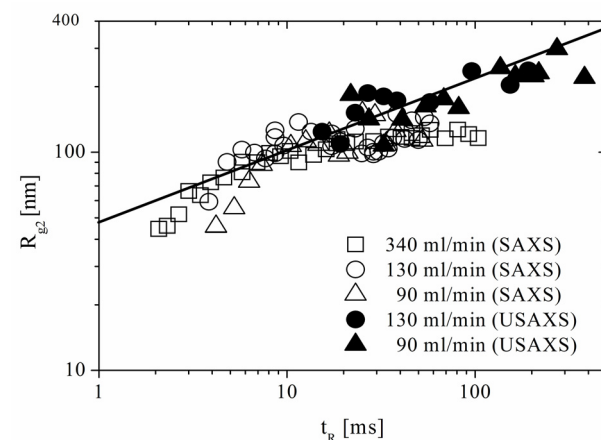 400
100
10
R_g2 [nm]
340 ml/min (SAXS)
130 ml/min (SAXS)
90 ml/min (SAXS)
130 ml/min (USAXS)
90 ml/min (USAXS)
1 10 100
t_R [ms]